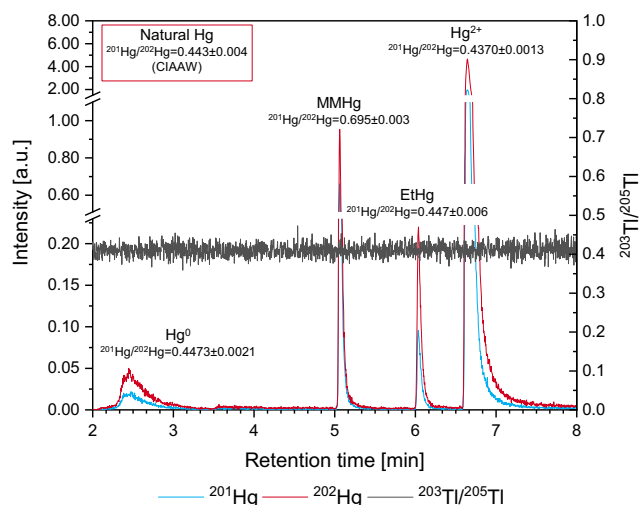 Natural Hg
²⁰¹Hg/²⁰²Hg=0.443±0.004
(CIAAW)
Hg²⁺
²⁰¹Hg/²⁰²Hg=0.4370±0.0013
MMHg
²⁰¹Hg/²⁰²Hg=0.695±0.003
EtHg
²⁰¹Hg/²⁰²Hg=0.447±0.006
Hg⁰
²⁰¹Hg/²⁰²Hg=0.4473±0.0021
Intensity [a.u.]
8.00
6.00
4.00
2.00
1.00
0.80
0.60
0.20
0.15
0.10
0.05
0.00
²⁰³Tl/²⁰⁵Tl
1.0
0.9
0.8
0.7
0.6
0.5
0.4
0.3
0.2
0.1
0.0
2 3 4 5 6 7 8
Retention time [min]
²⁰¹Hg ²⁰²Hg ²⁰³Tl/²⁰⁵Tl